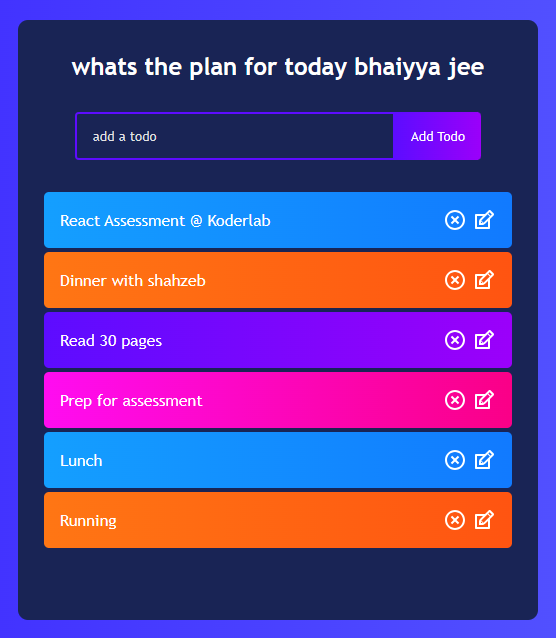 whats the plan for today bhaiyya jee
add a todo
Add Todo
React Assessment @ Koderlab
Dinner with shahzeb
Read 30 pages
Prep for assessment
Lunch
Running